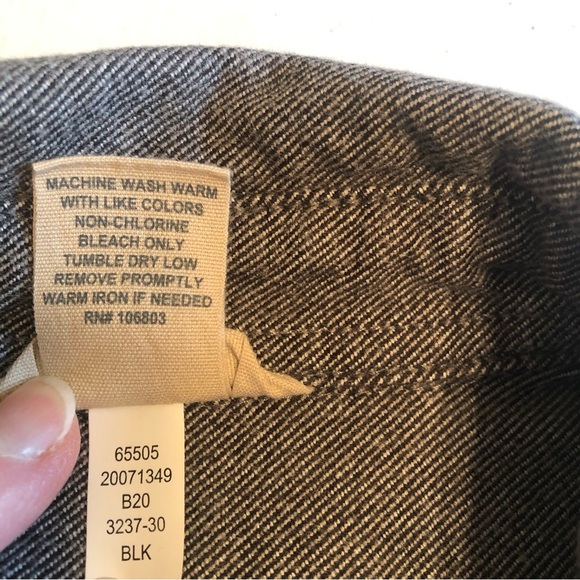 MACHINE WASH WARM
WITH LIKE COLORS
NON-CHLORINE
BLEACH ONLY
TUMBLE DRY LOW
REMOVE PROMPTLY
WARM IRON IF NEEDED
RN# 106803
65505
20071349
B20
3237-30
BLK